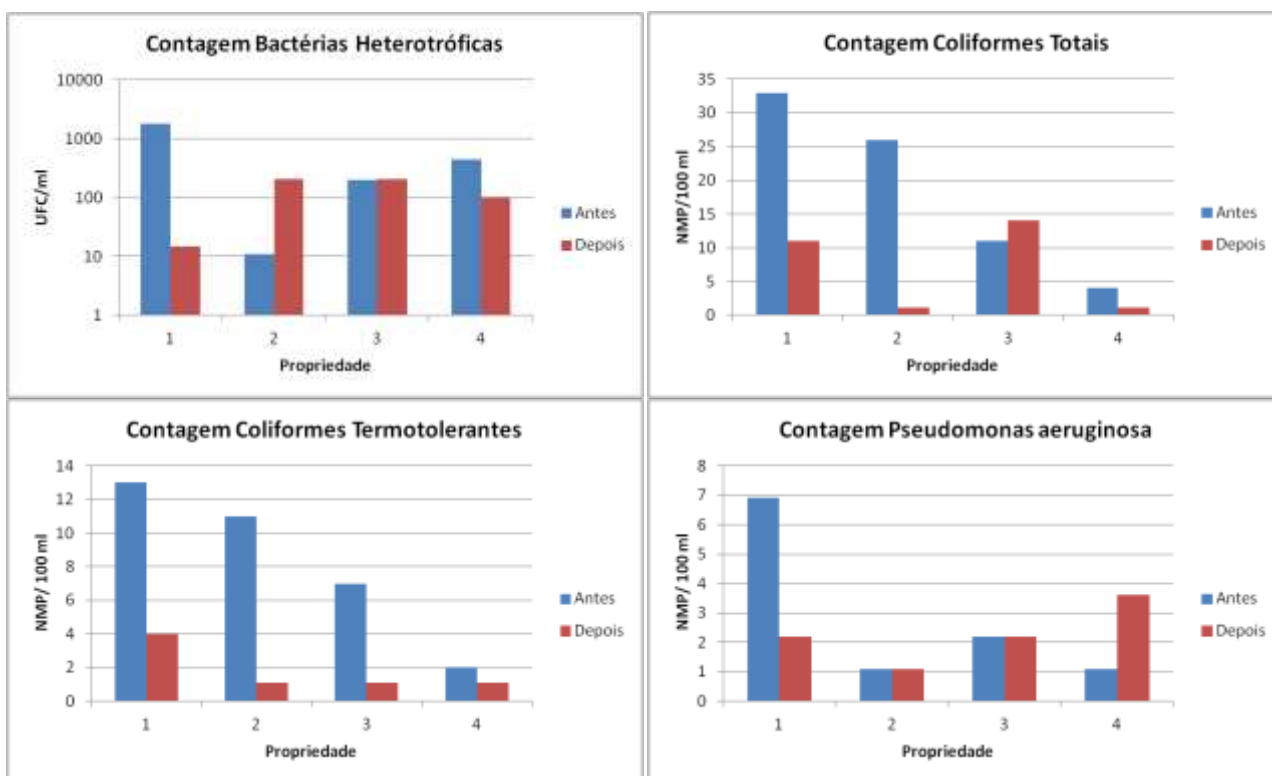 Contagem Bactérias Heterotróficas
10000
1000
100
10
1
UFC/ml
1
2
3
4
Propriedade
Antes
Depois
Contagem Coliformes Totais
35
30
25
20
15
10
5
0
NMP/100 ml
1
2
3
4
Propriedade
Antes
Depois
Contagem Coliformes Termotolerantes
14
12
10
8
6
4
2
0
NMP/ 100 ml
1
2
3
4
Propriedade
Antes
Depois
Contagem Pseudomonas aeruginosa
8
7
6
5
4
3
2
1
0
NMP/ 100 ml
1
2
3
4
Propriedade
Antes
Depois